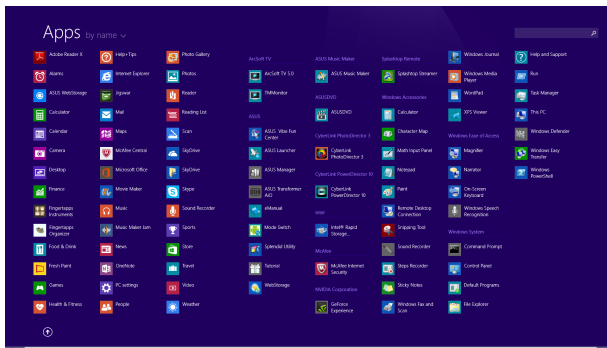 Apps by name
Adobe Reader X
Alarms
ASUS WebStorage
Calculator
Calendar
Camera
Desktop
Finance
Fingertapps
Instruments
Fingertapps
Organizer
Food & Drink
Fresh Paint
Games
Health & Fitness
Help+Tips
Internet Explorer
Jigswar
Mail
Maps
McAfee Central
Microsoft Office
Movie Maker
Music
Music Maker Jam
News
OneNote
PC settings
People
Photo Gallery
Photos
Reader
Reading List
Scan
SkyDrive
SkyDrive
Skype
Sound Recorder
Sports
Store
Travel
Video
Weather
ArcSoft TV
ArcSoft TV 5.0
TMMonitor
ASUS
ASUS Vibe Fun
Center
ASUS Launcher
ASUS Manager
ASUS Transformer
AiO
eManual
Mode Switch
Splendid Utility
Tutorial
WebStorage
ASUS Music Maker
ASUS Music Maker
ASUSDVD
ASUSDVD
CyberLink PhotoDirector 3
CyberLink
PhotoDirector 3
CyberLink PowerDirector 10
CyberLink
PowerDirector 10
Intel
Intel® Rapid
Storage...
McAfee
McAfee Internet
Security
NVIDIA Corporation
GeForce
Experience
Splashtop Remote
Splashtop Streamer
Windows Accessories
Calculator
Character Map
Math Input Panel
Notepad
Paint
Remote Desktop
Connection
Snipping Tool
Sound Recorder
Steps Recorder
Sticky Notes
Windows Fax and
Scan
Windows Journal
Windows Media
Player
WordPad
XPS Viewer
Windows Ease of Access
Magnifier
Narrator
On-Screen
Keyboard
Windows Speech
Recognition
Windows System
Command Prompt
Control Panel
Default Programs
File Explorer
Help and Support
Run
Task Manager
This PC
Windows Defender
Windows Easy
Transfer
Windows
PowerShell